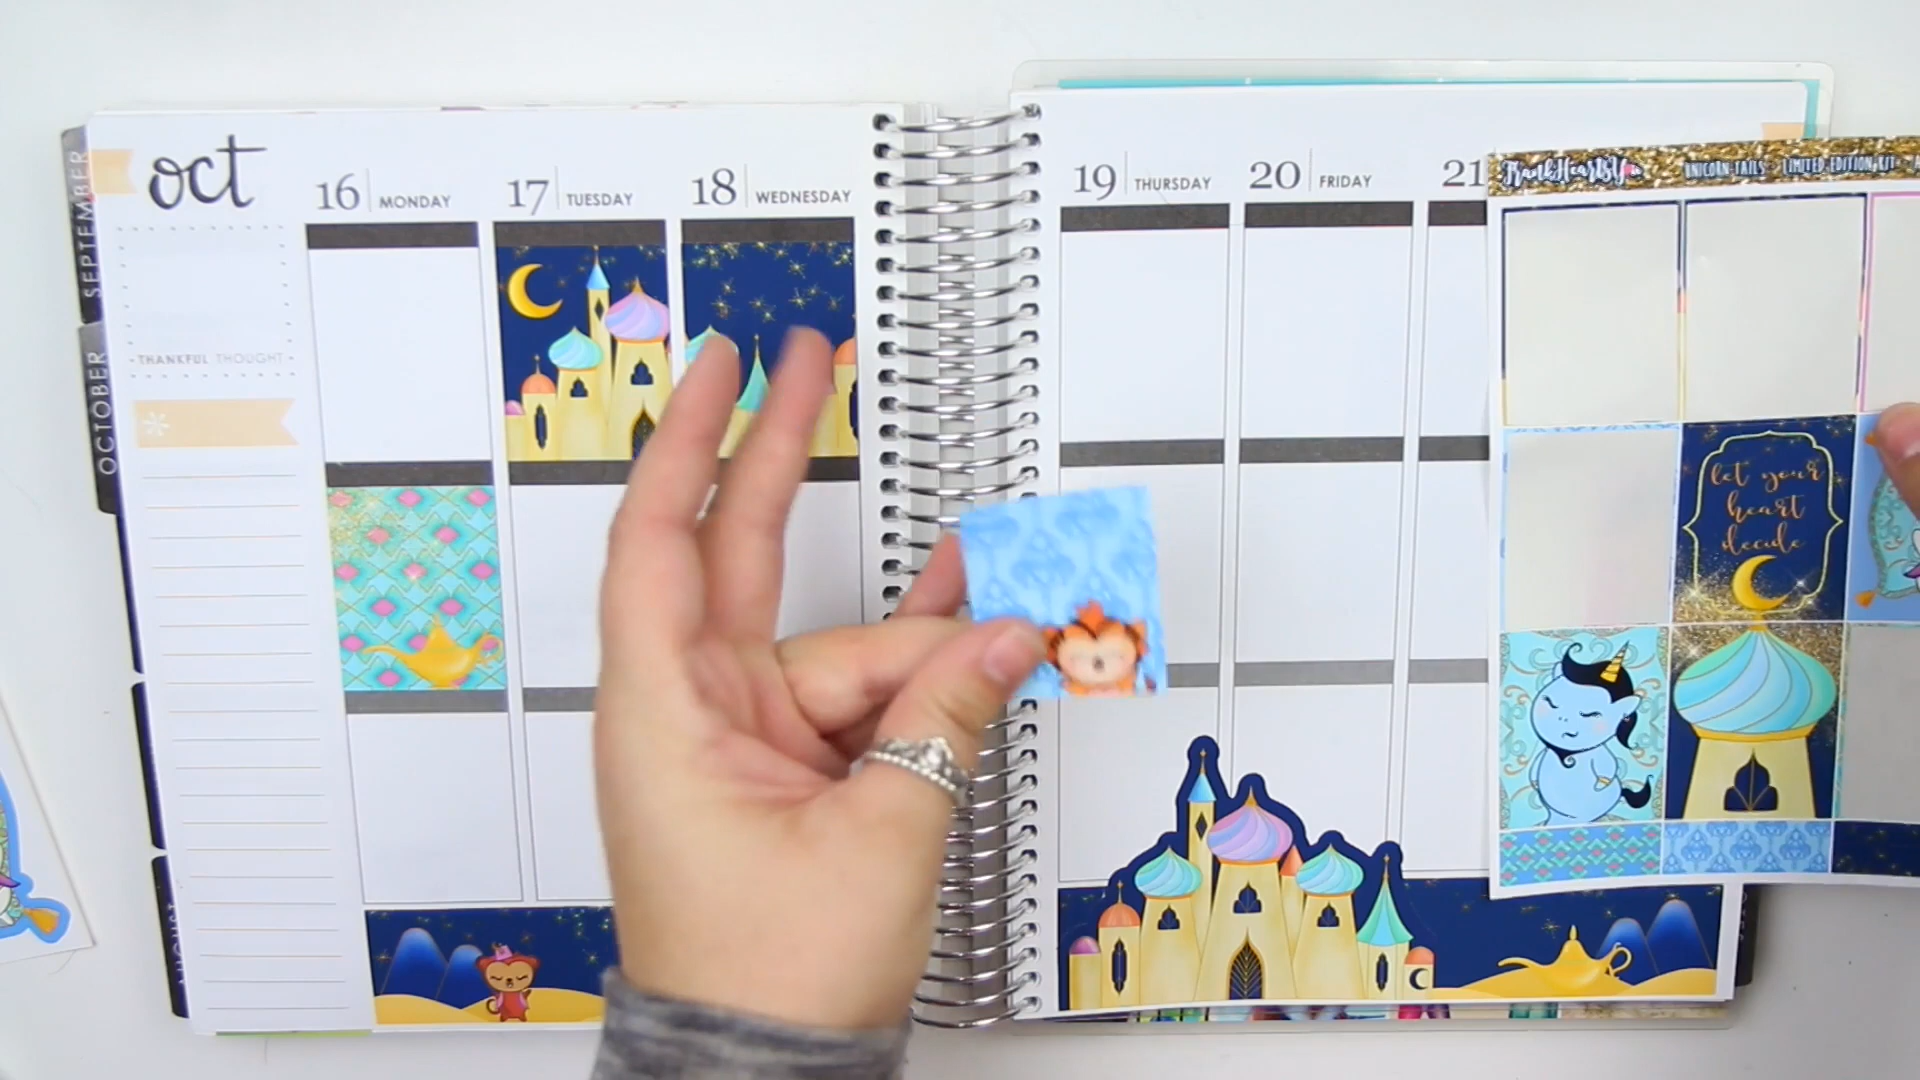 oct
16 MONDAY
17 TUESDAY
18 WEDNESDAY
19 THURSDAY
20 FRIDAY
21
SEPTEMBER
OCTOBER
THANKFUL THOUGHT
UNICORN TAILS - LIMITED EDITION KIT - A
let your
heart
decide